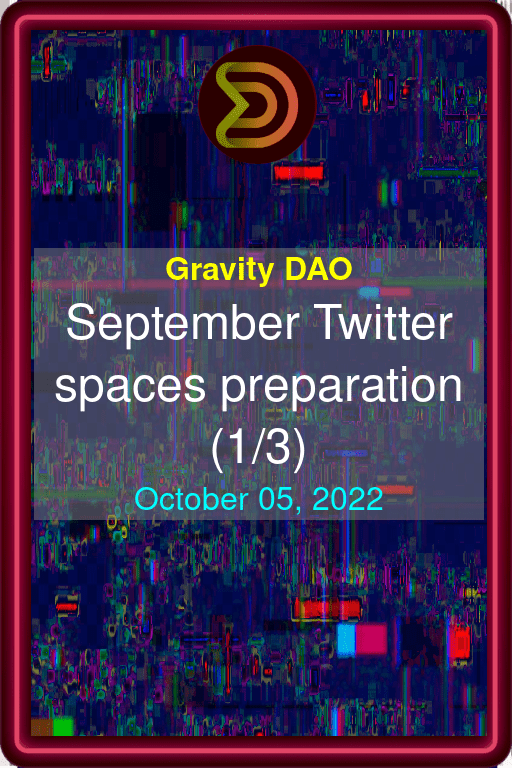 Gravity DAO
September Twitter
spaces preparation
(1/3)
October 05, 2022